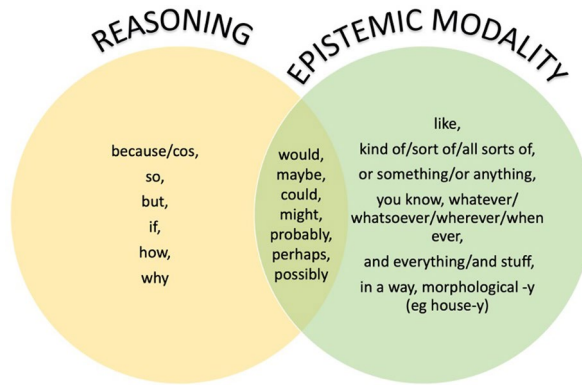 REASONING
EPISTEMIC MODALITY
because/cos,
so,
but,
if,
how,
why
would,
maybe,
could,
might,
probably,
perhaps,
possibly
like,
kind of/sort of/all sorts of,
or something/or anything,
you know, whatever/
whatsoever/wherever/when
ever,
and everything/and stuff,
in a way, morphological -y
(eg house-y)